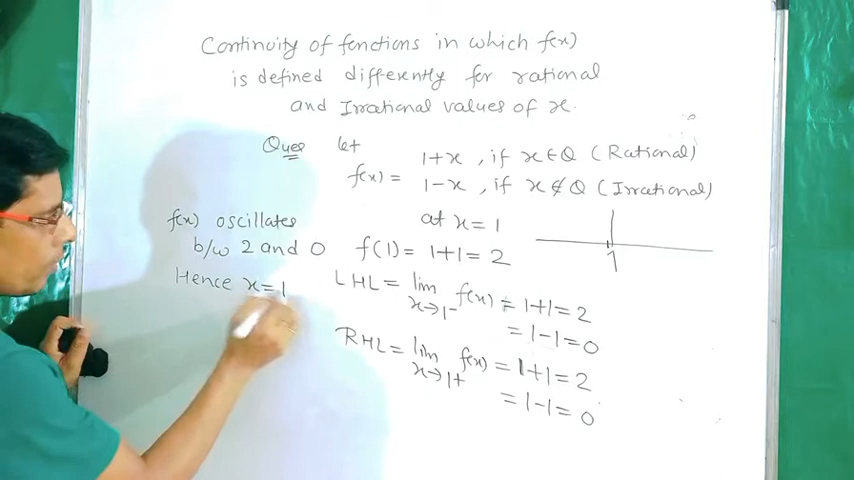 Continuity of functions in which f(x)
is defined differently for rational
and Irrational values of x.
Ques let
f(x) = 1+x , if x∈Q (Rational)
1-x , if x∉Q (Irrational)
at x=1
f(x) oscillates
b/w 2 and 0
Hence x=1
f(1) = 1+1=2
1
LHL = lim x→1- f(x) = 1+1=2
= 1-1=0
RHL = lim x→1+ f(x) = 1+1=2
= 1-1=0